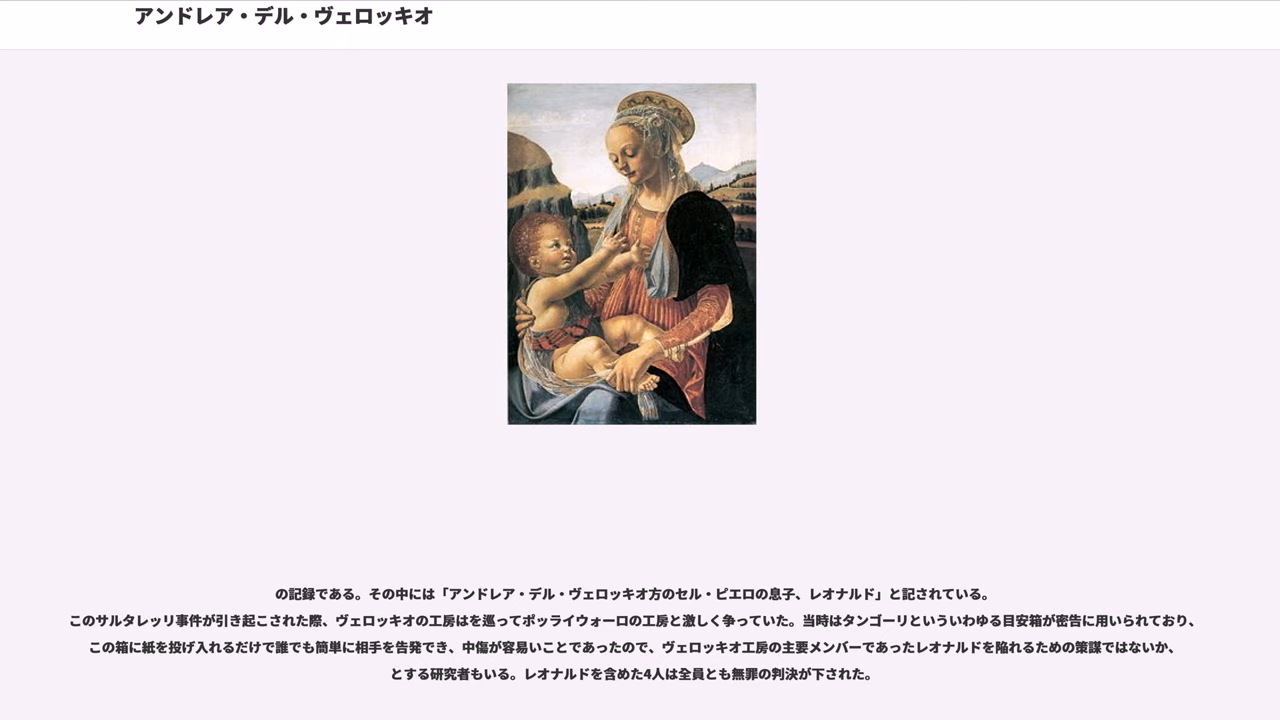 アンドレア・デル・ヴェロッキオ
の記録である。その中には「アンドレア・デル・ヴェロッキオ方のセル・ピエロの息子、レオナルド」と記されている。
このサルタレッリ事件が引き起こされた際、ヴェロッキオの工房はを巡ってポッライウォーロの工房と激しく争っていた。当時はタンゴーリといういわゆる目安箱が密告に用いられており、
この箱に紙を投げ入れるだけで誰でも簡単に相手を告発でき、中傷が容易いことであったので、ヴェロッキオ工房の主要メンバーであったレオナルドを陥れるための策謀ではないか、
とする研究者もいる。レオナルドを含めた4人は全員とも無罪の判決が下された。